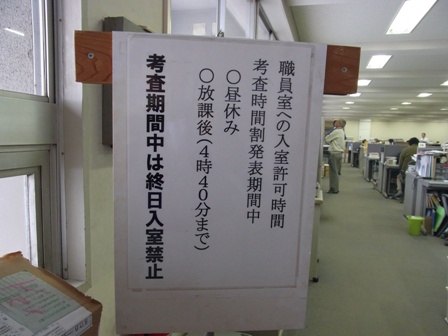 職員室への入室許可時間
考査時間割発表期間中
○昼休み
○放課後(4時40分まで)
考査期間中は終日入室禁止